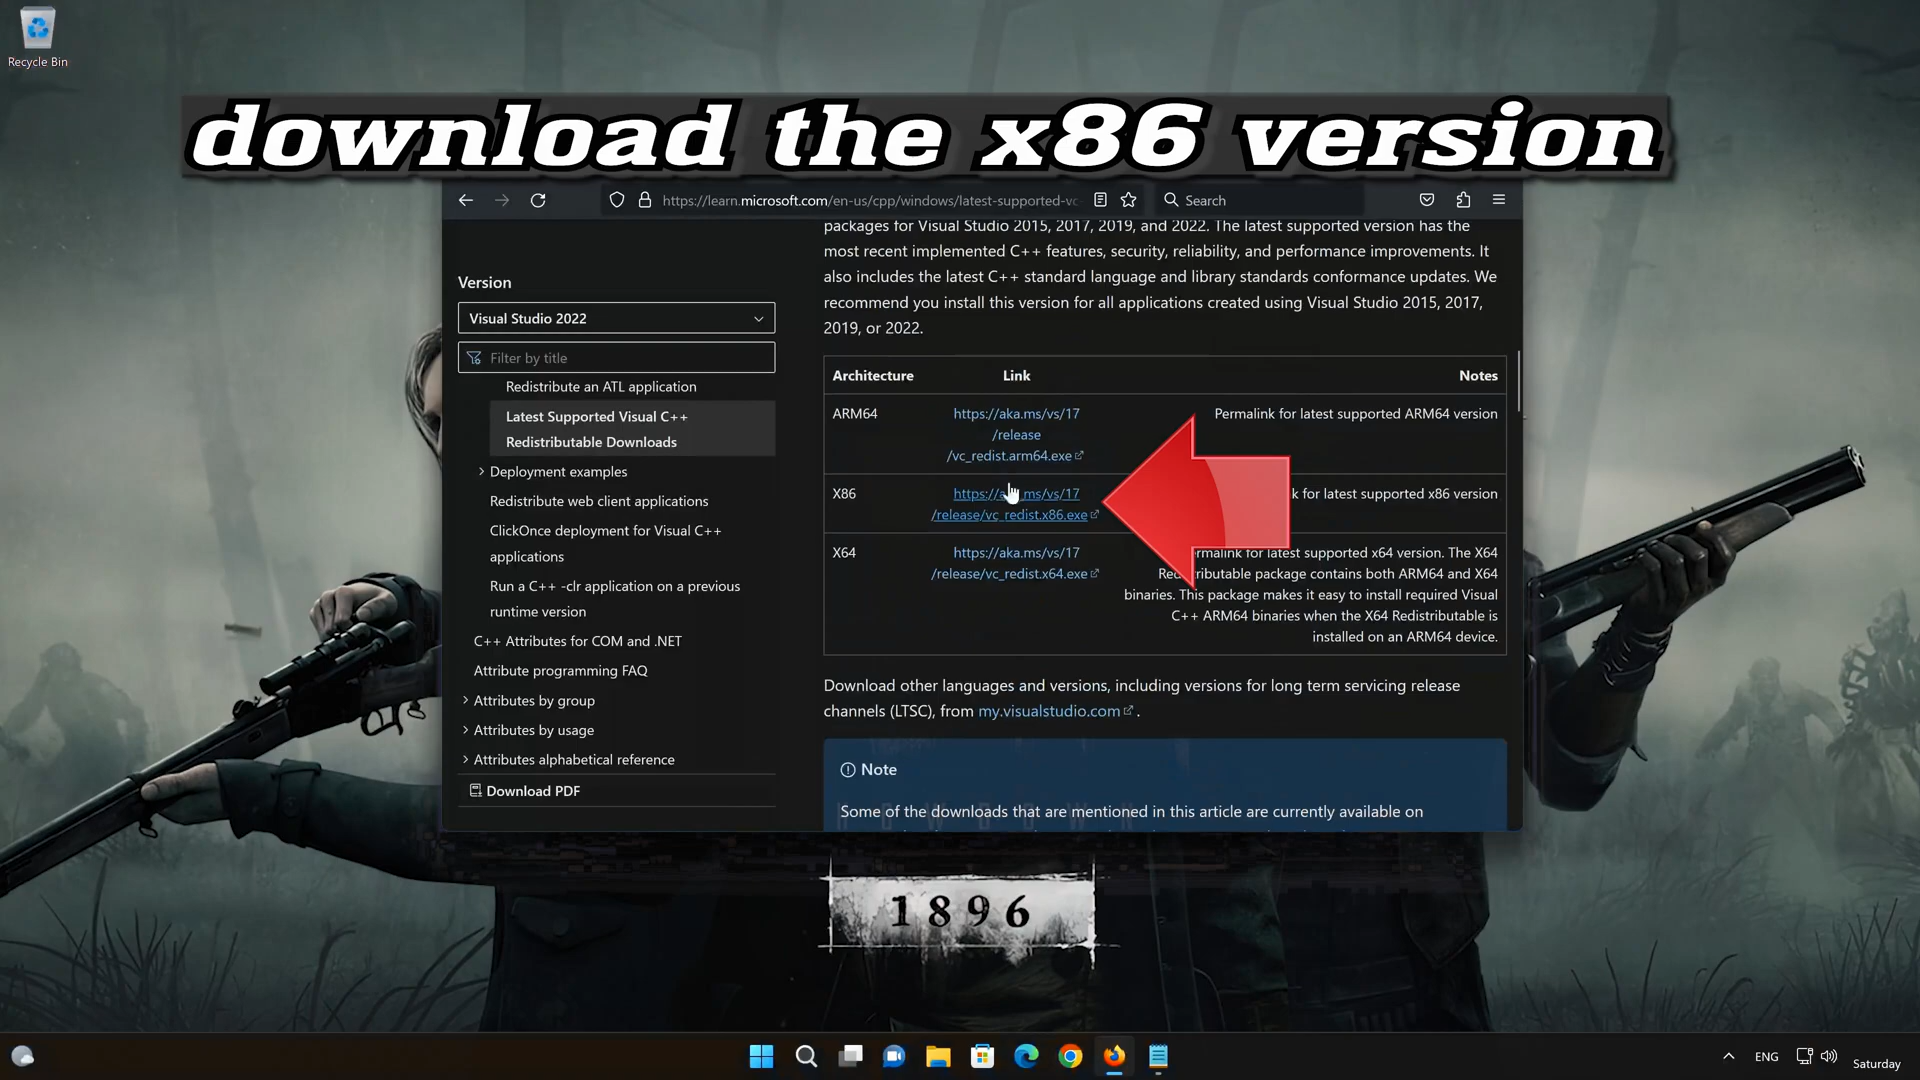 Recycle Bin
download the x86 version
https://learn.microsoft.com/en-us/cpp/windows/latest-supported-vc
Search
packages for Visual Studio 2015, 2017, 2019, and 2022. The latest supported version has the
most recent implemented C++ features, security, reliability, and performance improvements. It
also includes the latest C++ standard language and library standards conformance updates. We
recommend you install this version for all applications created using Visual Studio 2015, 2017,
2019, or 2022.
Version
Visual Studio 2022
Filter by title
Redistribute an ATL application
Latest Supported Visual C++
Redistributable Downloads
Deployment examples
Redistribute web client applications
ClickOnce deployment for Visual C++
applications
Run a C++ -clr application on a previous
runtime version
C++ Attributes for COM and .NET
Attribute programming FAQ
Attributes by group
Attributes by usage
Attributes alphabetical reference
Download PDF
Architecture Link Notes
ARM64 https://aka.ms/vs/17 Permalink for latest supported ARM64 version
/release
/vc_redist.arm64.exe
X86 https://aka.ms/vs/17 k for latest supported x86 version
/release/vc_redist.x86.exe
X64 https://aka.ms/vs/17 ermalink for latest supported x64 version. The X64
/release/vc_redist.x64.exe Redistributable package contains both ARM64 and X64
binaries. This package makes it easy to install required Visual
C++ ARM64 binaries when the X64 Redistributable is
installed on an ARM64 device.
Download other languages and versions, including versions for long term servicing release
channels (LTSC), from my.visualstudio.com.
Note
Some of the downloads that are mentioned in this article are currently available on
1896
ENG
Saturday